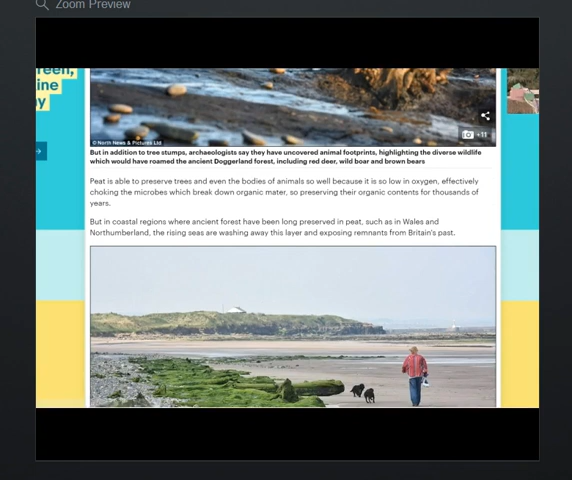 Zoom Preview
reen,
ine
y
© North News & Pictures Ltd
+11
But in addition to tree stumps, archaeologists say they have uncovered animal footprints, highlighting the diverse wildlife
which would have roamed the ancient Doggerland forest, including red deer, wild boar and brown bears
Peat is able to preserve trees and even the bodies of animals so well because it is so low in oxygen, effectively
choking the microbes which break down organic mater, so preserving their organic contents for thousands of
years.
But in coastal regions where ancient forest have been long preserved in peat, such as in Wales and
Northumberland, the rising seas are washing away this layer and exposing remnants from Britain's past.